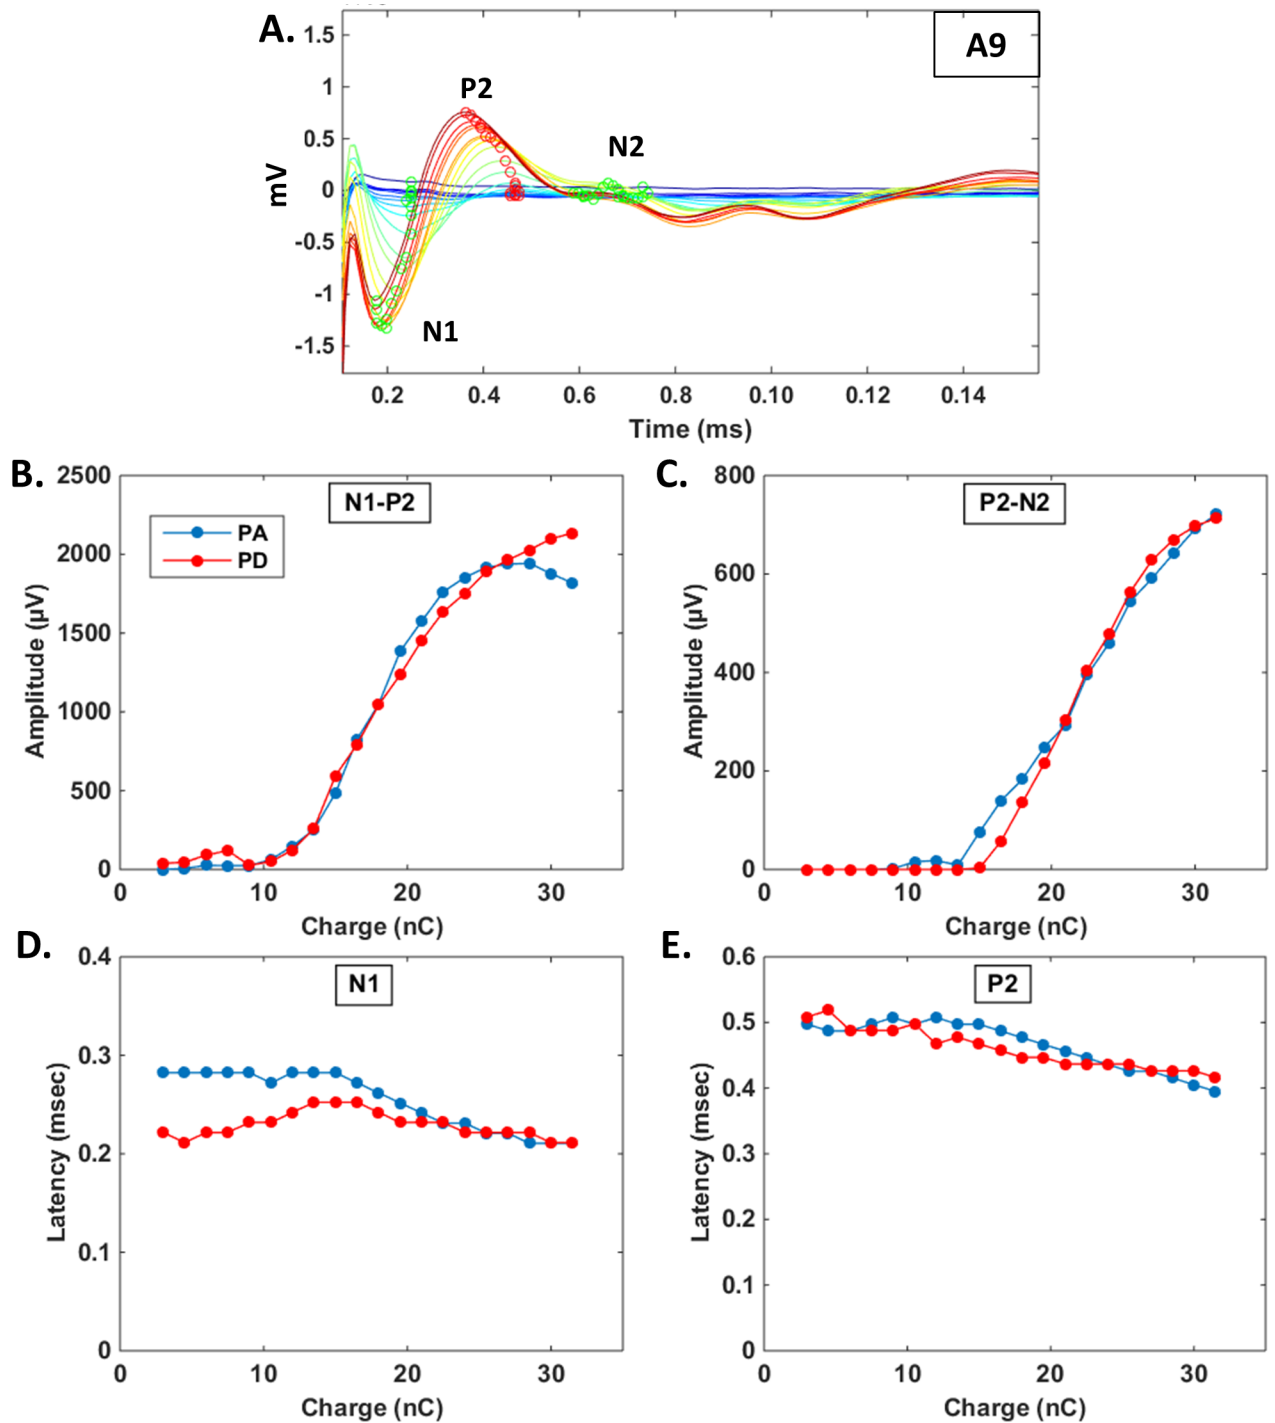 A.
A9
P2
N2
N1
mV
1.5
1
0.5
0
-0.5
-1
-1.5
0.2 0.4 0.6 0.8 0.10 0.12 0.14
Time (ms)
B.
N1-P2
PA
PD
Amplitude (µV)
2500
2000
1500
1000
500
0
0 10 20 30
Charge (nC)
C.
P2-N2
Amplitude (µV)
800
600
400
200
0
0 10 20 30
Charge (nC)
D.
N1
Latency (msec)
0.4
0.3
0.2
0.1
0
0 10 20 30
Charge (nC)
E.
P2
Latency (msec)
0.6
0.5
0.4
0.3
0.2
0.1
0
0 10 20 30
Charge (nC)